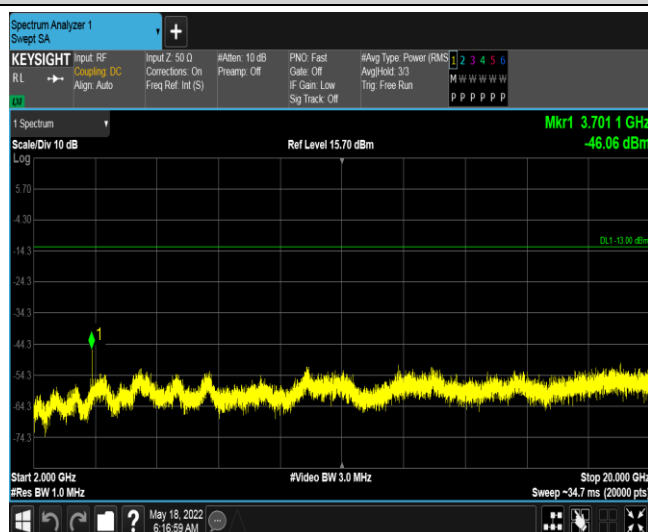 Spectrum Analyzer 1
Swept SA
+
KEYSIGHT Input: RF Input Z: 50 Ω #Atten: 10 dB PNO: Fast #Avg Type: Power (RMS 1 2 3 4 5 6
RL Coupling: DC Corrections: On Preamp: Off Gate: Off Avg|Hold: 3/3 M W W W W W
Align: Auto Freq Ref: Int (S) IF Gain: Low Trig: Free Run
Sig Track: Off P P P P P P
LXI
1 Spectrum Mkr1 3.701 1 GHz
Scale/Div 10 dB Ref Level 15.70 dBm -46.06 dBm
Log
5.70
-4.30
DL1 -13.00 dBm
-14.3
-24.3
-34.3
1
-44.3
-54.3
-64.3
-74.3
Start 2.000 GHz #Video BW 3.0 MHz Stop 20.000 GHz
#Res BW 1.0 MHz Sweep ~34.7 ms (20000 pts)
? May 18, 2022
6:16:59 AM